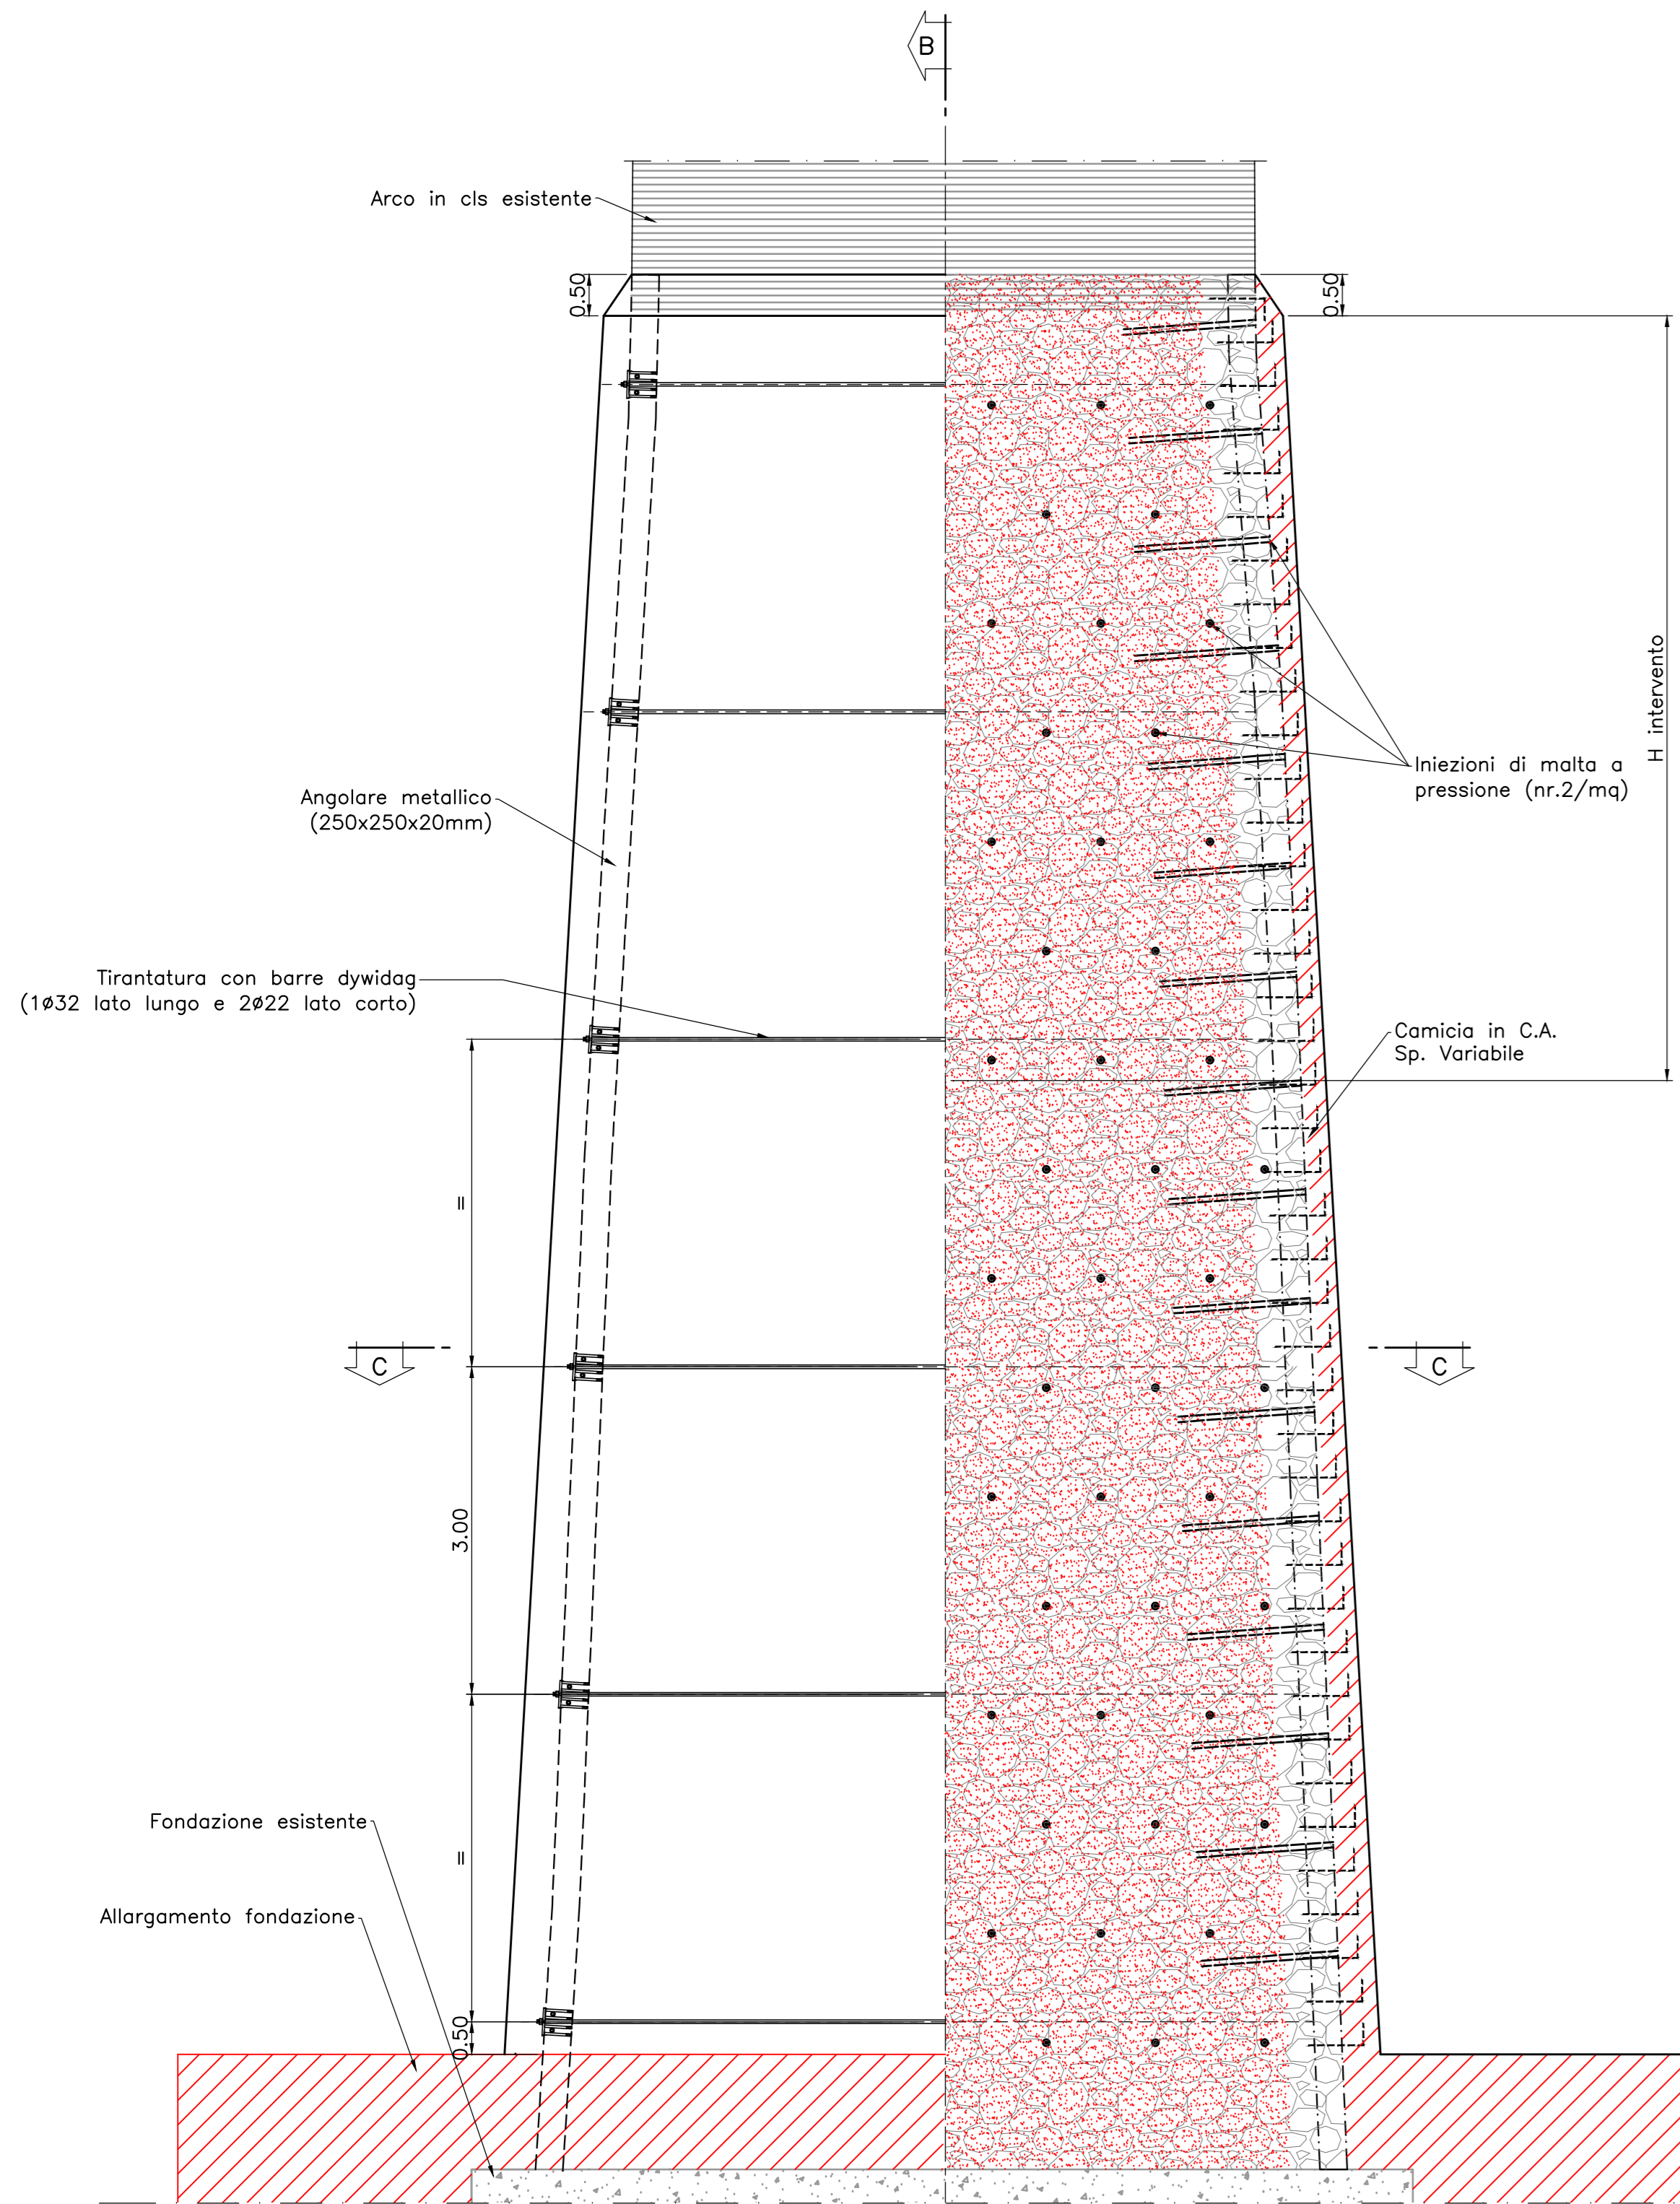 B
Arco in cls esistente
0.50
0.50
H intervento
Iniezioni di malta a
pressione (nr.2/mq)
Angolare metallico
(250x250x20mm)
Tirantatura con barre dywidag
(1ø32 lato lungo e 2ø22 lato corto)
Camicia in C.A.
Sp. Variabile
=
C
C
3.00
Fondazione esistente
=
Allargamento fondazione
0.50